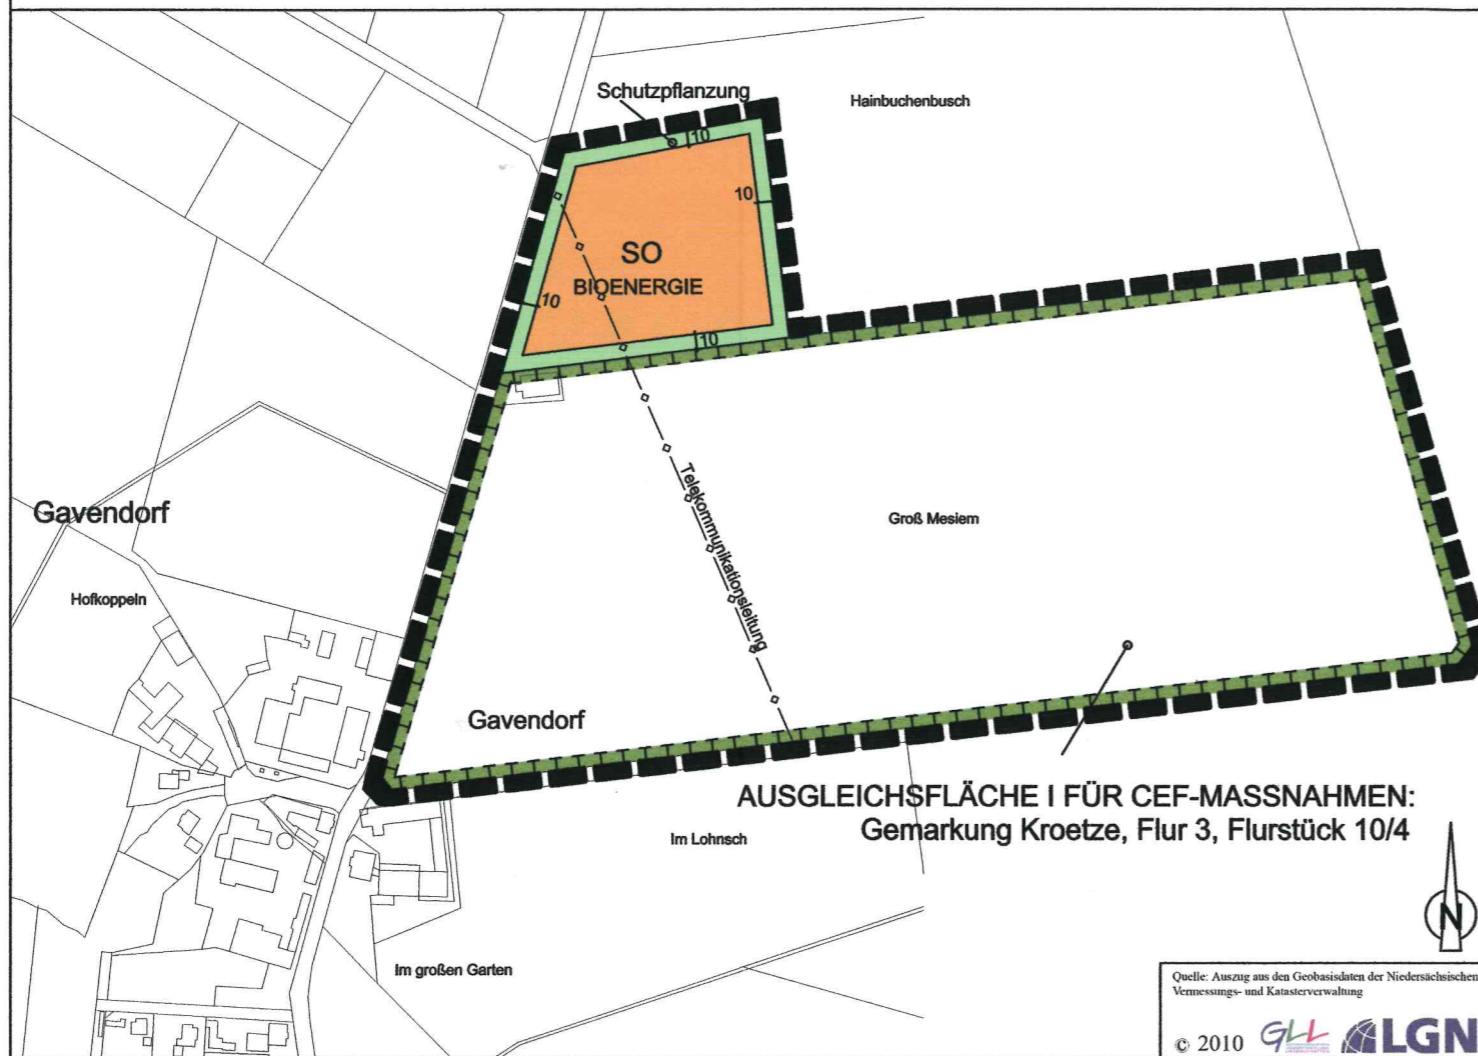 Schutzpflanzung
Hainbuchenbusch
10
10
SO
BIOENERGIE
10
10
Telekommunikationsleitung
Gavendorf
Groß Mesiem
Hofkoppeln
Gavendorf
AUSGLEICHSFLÄCHE I FÜR CEF-MASSNAHMEN:
Gemarkung Kroetze, Flur 3, Flurstück 10/4
Im Lohnsch
Im großen Garten
N
Quelle: Auszug aus den Geobasisdaten der Niedersächsischen
Vermessungs- und Katasterverwaltung
© 2010 GLL LGN